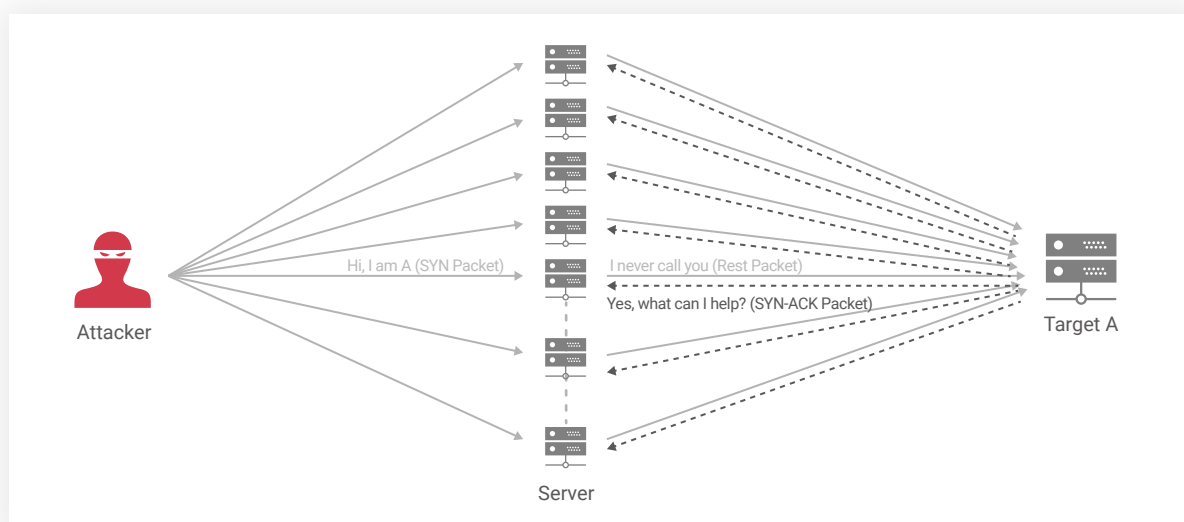 Hi, I am A (SYN Packet)
I never call you (Rest Packet)
Yes, what can I help? (SYN-ACK Packet)
Attacker
Target A
Server